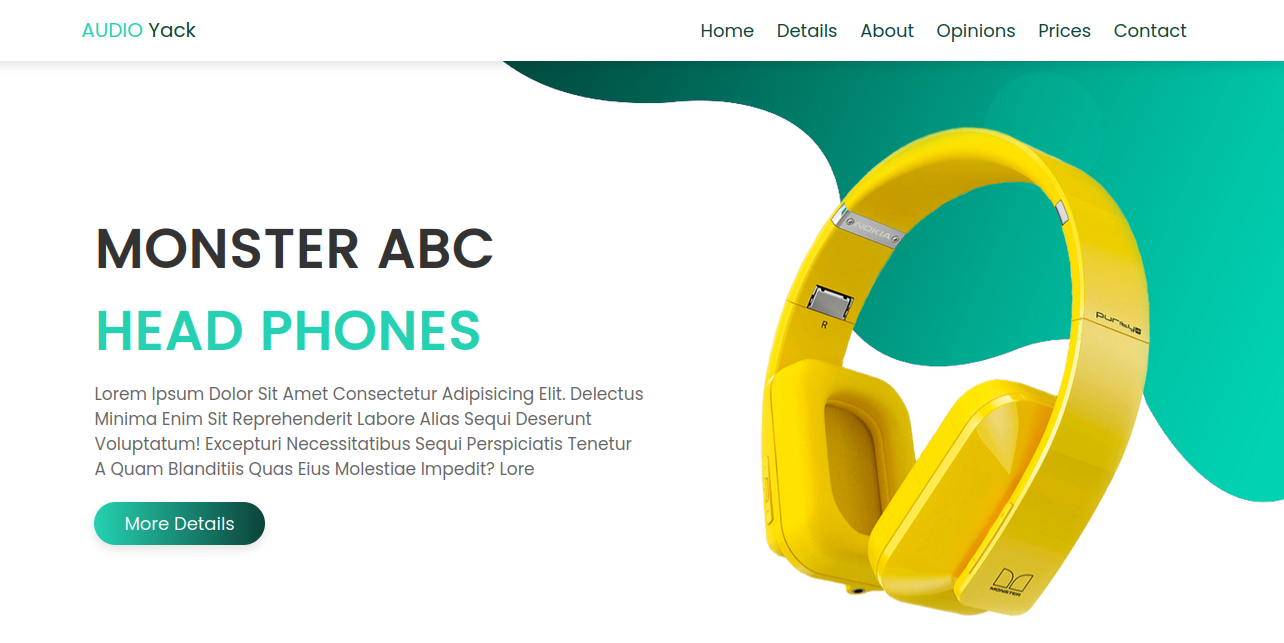 AUDIO Yack
Home Details About Opinions Prices Contact
MONSTER ABC
HEAD PHONES
Lorem Ipsum Dolor Sit Amet Consectetur Adipisicing Elit. Delectus
Minima Enim Sit Reprehenderit Labore Alias Sequi Deserunt
Voluptatum! Excepturi Necessitatibus Sequi Perspiciatis Tenetur
A Quam Blanditiis Quas Eius Molestiae Impedit? Lore
More Details
NOKIA
R
MONSTER